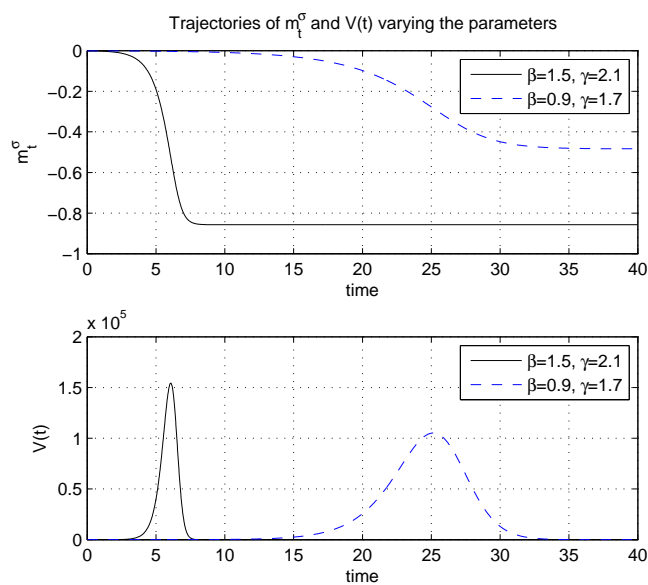 Trajectories of m_t^σ and V(t) varying the parameters
0
−0.2
−0.4
−0.6
−0.8
−1
m_t^σ
β=1.5, γ=2.1
β=0.9, γ=1.7
0 5 10 15 20 25 30 35 40
time
x 10^5
2
1.5
1
0.5
0
V(t)
β=1.5, γ=2.1
β=0.9, γ=1.7
0 5 10 15 20 25 30 35 40
time